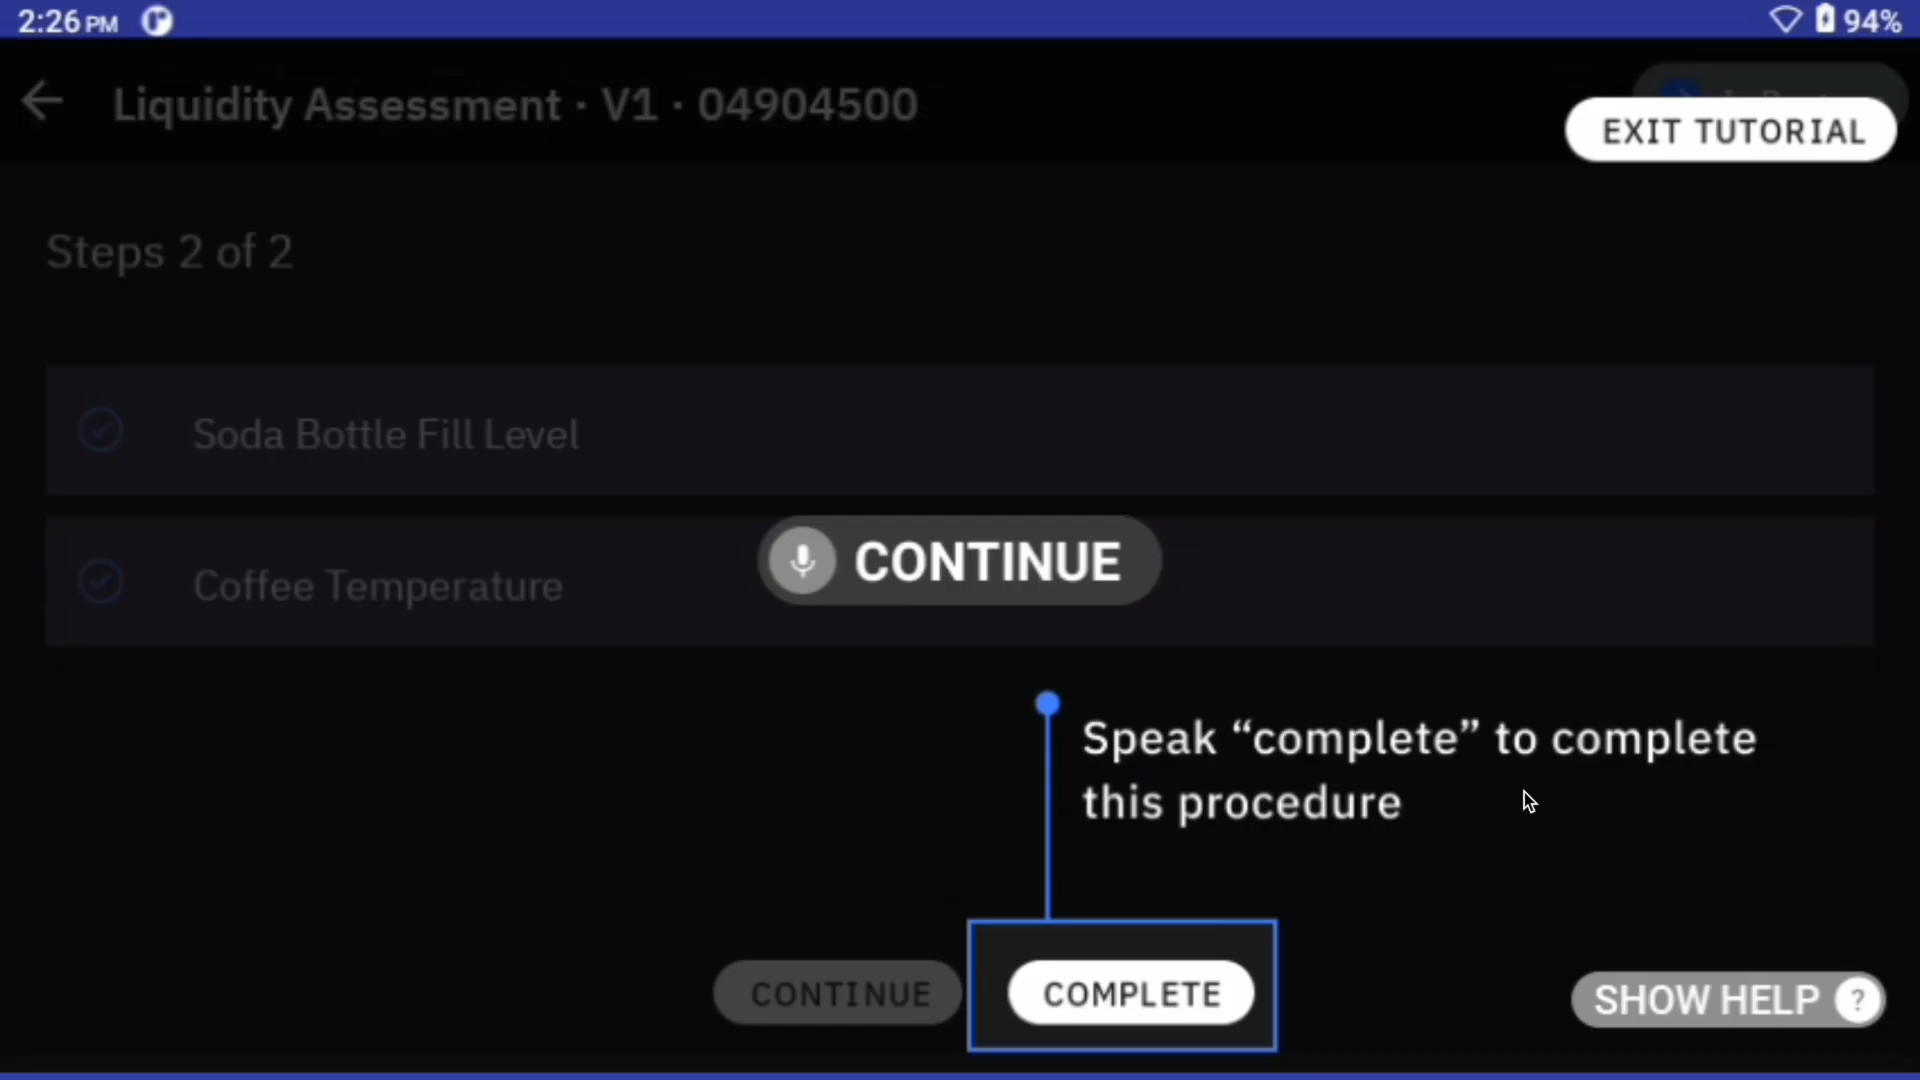 2:26 PM
94%
Liquidity Assessment · V1 · 04904500
EXIT TUTORIAL
Steps 2 of 2
Soda Bottle Fill Level
CONTINUE
Coffee Temperature
Speak “complete” to complete
this procedure
CONTINUE
COMPLETE
SHOW HELP ?